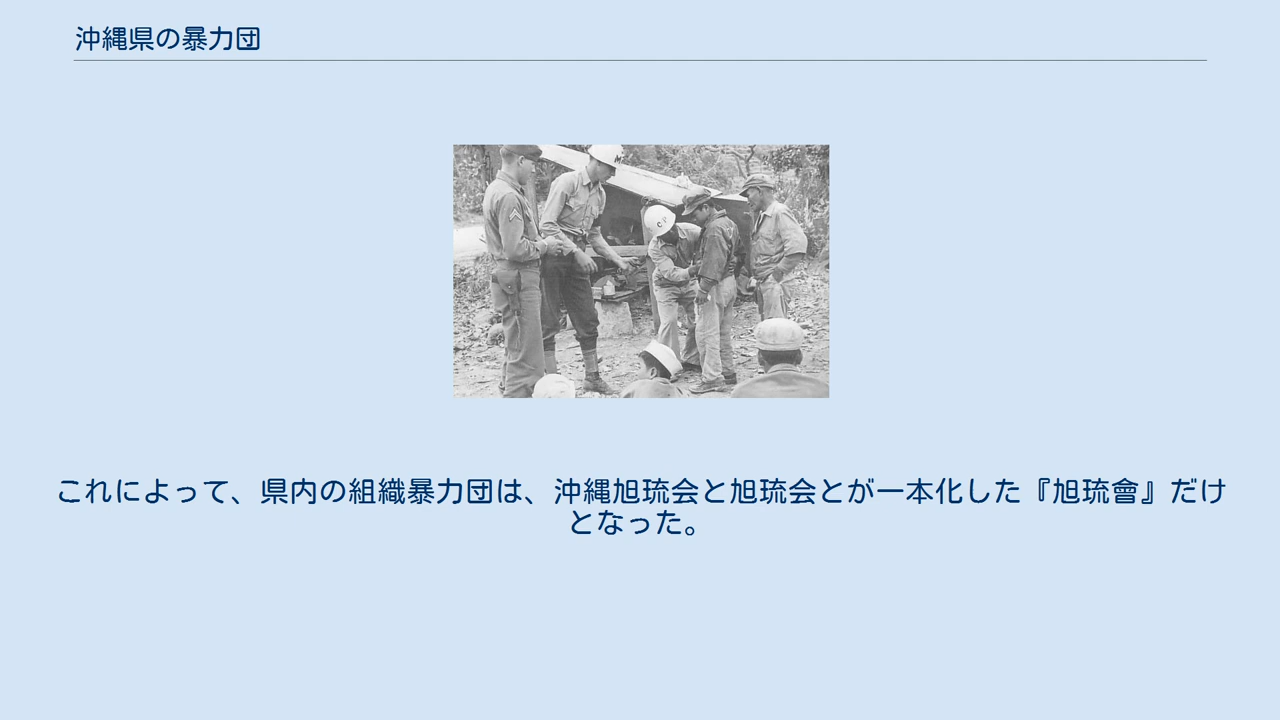 沖縄県の暴力団
これによって、県内の組織暴力団は、沖縄旭琉会と旭琉会とが一本化した『旭琉會』だけ
となった。